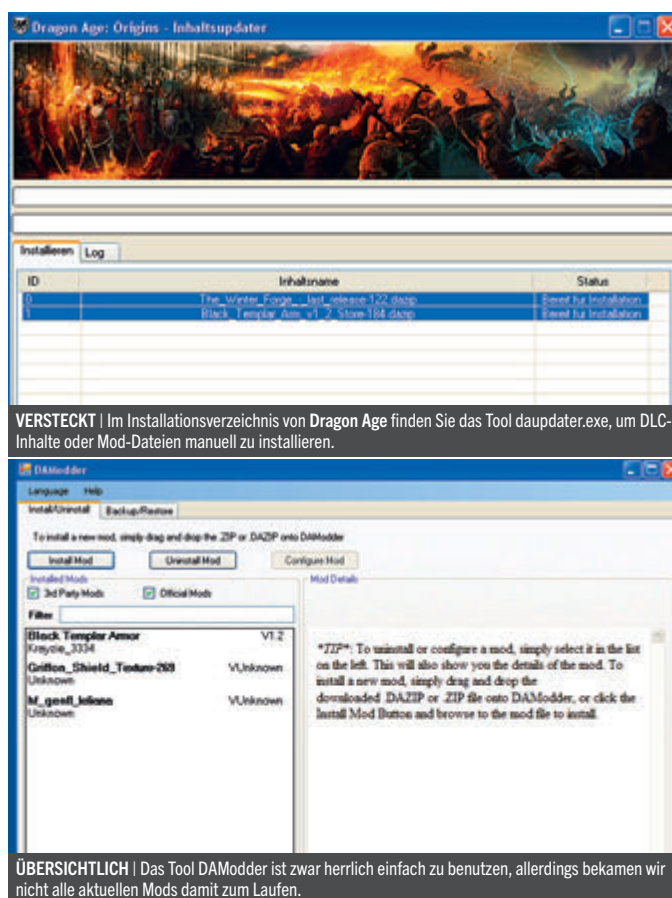 Dragon Age: Origins - Inhaltsupdater
Installieren Log
ID Inhaltsname Status
0 The_Winter_Forge_-_last_release-122.dazip Bereit fur Installation
1 Black_Templar_Arm_v1_2_Store-184.dazip Bereit fur Installation
VERSTECKT | Im Installationsverzeichnis von Dragon Age finden Sie das Tool daupdater.exe, um DLC-
Inhalte oder Mod-Dateien manuell zu installieren.
DAModder
Language Help
Install/Uninstall Backup/Restore
To install a new mod, simply drag and drop the .ZIP or .DAZIP onto DAModder
Install Mod Uninstall Mod Configure Mod
Installed Mods Mod Details
3rd Party Mods Official Mods
Filter
Black Templar Armor V1.2
Unknown
Griffon_Shield_Texture-269 VUnknown
Unknown
VUnknown
Unknown
*TIP*: To uninstall or configure a mod, simply select it in the list
on the left. This will also show you the details of the mod. To
install a new mod, simply drag and drop the
downloaded .DAZIP or .ZIP file onto DAModder, or click the
Install Mod Button and browse to the mod file to install.
ÜBERSICHTLICH | Das Tool DAModder ist zwar herrlich einfach zu benutzen, allerdings bekamen wir
nicht alle aktuellen Mods damit zum Laufen.